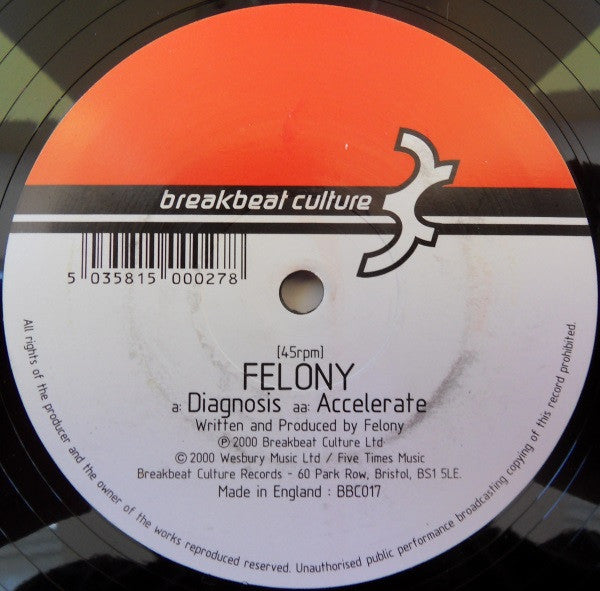 breakbeat culture
5 035815 000278
[45rpm]
FELONY
a: Diagnosis aa: Accelerate
Written and Produced by Felony
℗ 2000 Breakbeat Culture Ltd
© 2000 Wesbury Music Ltd / Five Times Music
Breakbeat Culture Records - 60 Park Row, Bristol, BS1 5LE.
Made in England : BBC017
All rights of the producer and the owner of the works reproduced reserved. Unauthorised public performance broadcasting copying of this record prohibited.